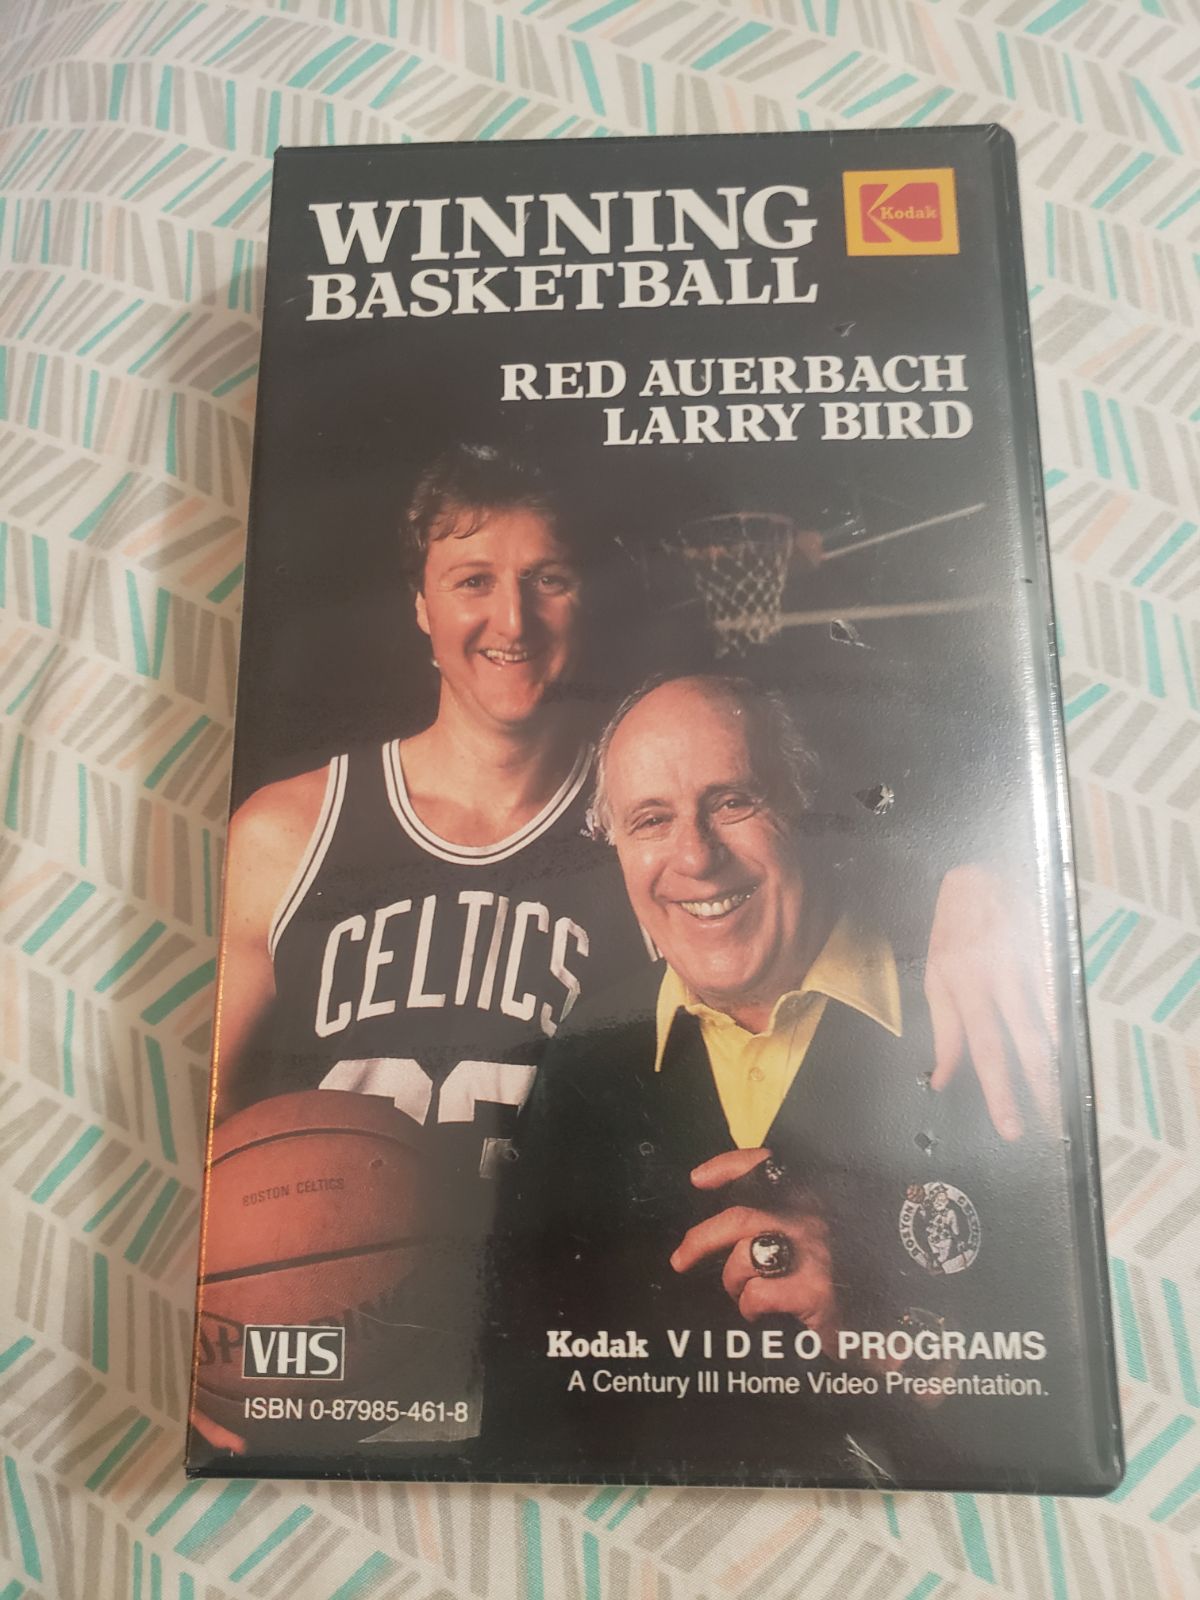 WINNING
BASKETBALL
Kodak
RED AUERBACH
LARRY BIRD
CELTICS
BOSTON CELTICS
BOSTON
VHS
ISBN 0-87985-461-8
Kodak VIDEO PROGRAMS
A Century III Home Video Presentation.